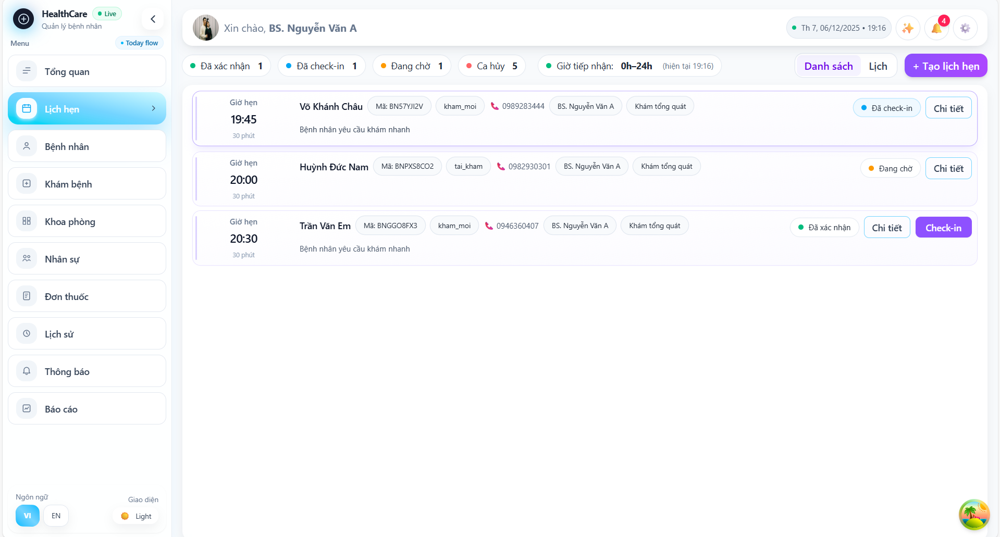 HealthCare
Live
Quản lý bệnh nhân
Menu
Today flow
Tổng quan
Lịch hẹn
Bệnh nhân
Khám bệnh
Khoa phòng
Nhân sự
Đơn thuốc
Lịch sử
Thông báo
Báo cáo
Ngôn ngữ
VI
EN
Giao diện
Light
Xin chào, BS. Nguyễn Văn A
Th 7, 06/12/2025 • 19:16
4
Đã xác nhận 1
Đã check-in 1
Đang chờ 1
Ca hủy 5
Giờ tiếp nhận: 0h–24h (hiện tại 19:16)
Danh sách
Lịch
+ Tạo lịch hẹn
Giờ hẹn
19:45
30 phút
Võ Khánh Châu Mã: BN57YJI2V kham_moi 0989283444 BS. Nguyễn Văn A Khám tổng quát
Bệnh nhân yêu cầu khám nhanh
Đã check-in
Chi tiết
Giờ hẹn
20:00
30 phút
Huỳnh Đức Nam Mã: BNPXS8CO2 tai_kham 0982930301 BS. Nguyễn Văn A Khám tổng quát
Đang chờ
Chi tiết
Giờ hẹn
20:30
30 phút
Trần Văn Em Mã: BNGGO8FX3 kham_moi 0946360407 BS. Nguyễn Văn A Khám tổng quát
Bệnh nhân yêu cầu khám nhanh
Đã xác nhận
Chi tiết
Check-in